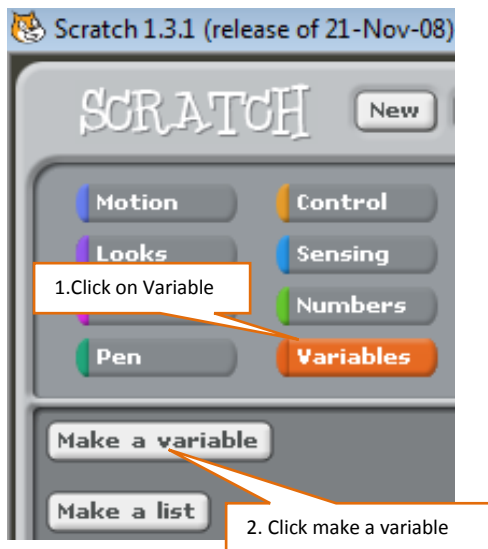 Scratch 1.3.1 (release of 21-Nov-08)
SCRATCH New
Motion Control
Looks Sensing
1.Click on Variable
Numbers
Pen Variables
Make a variable
Make a list
2. Click make a variable